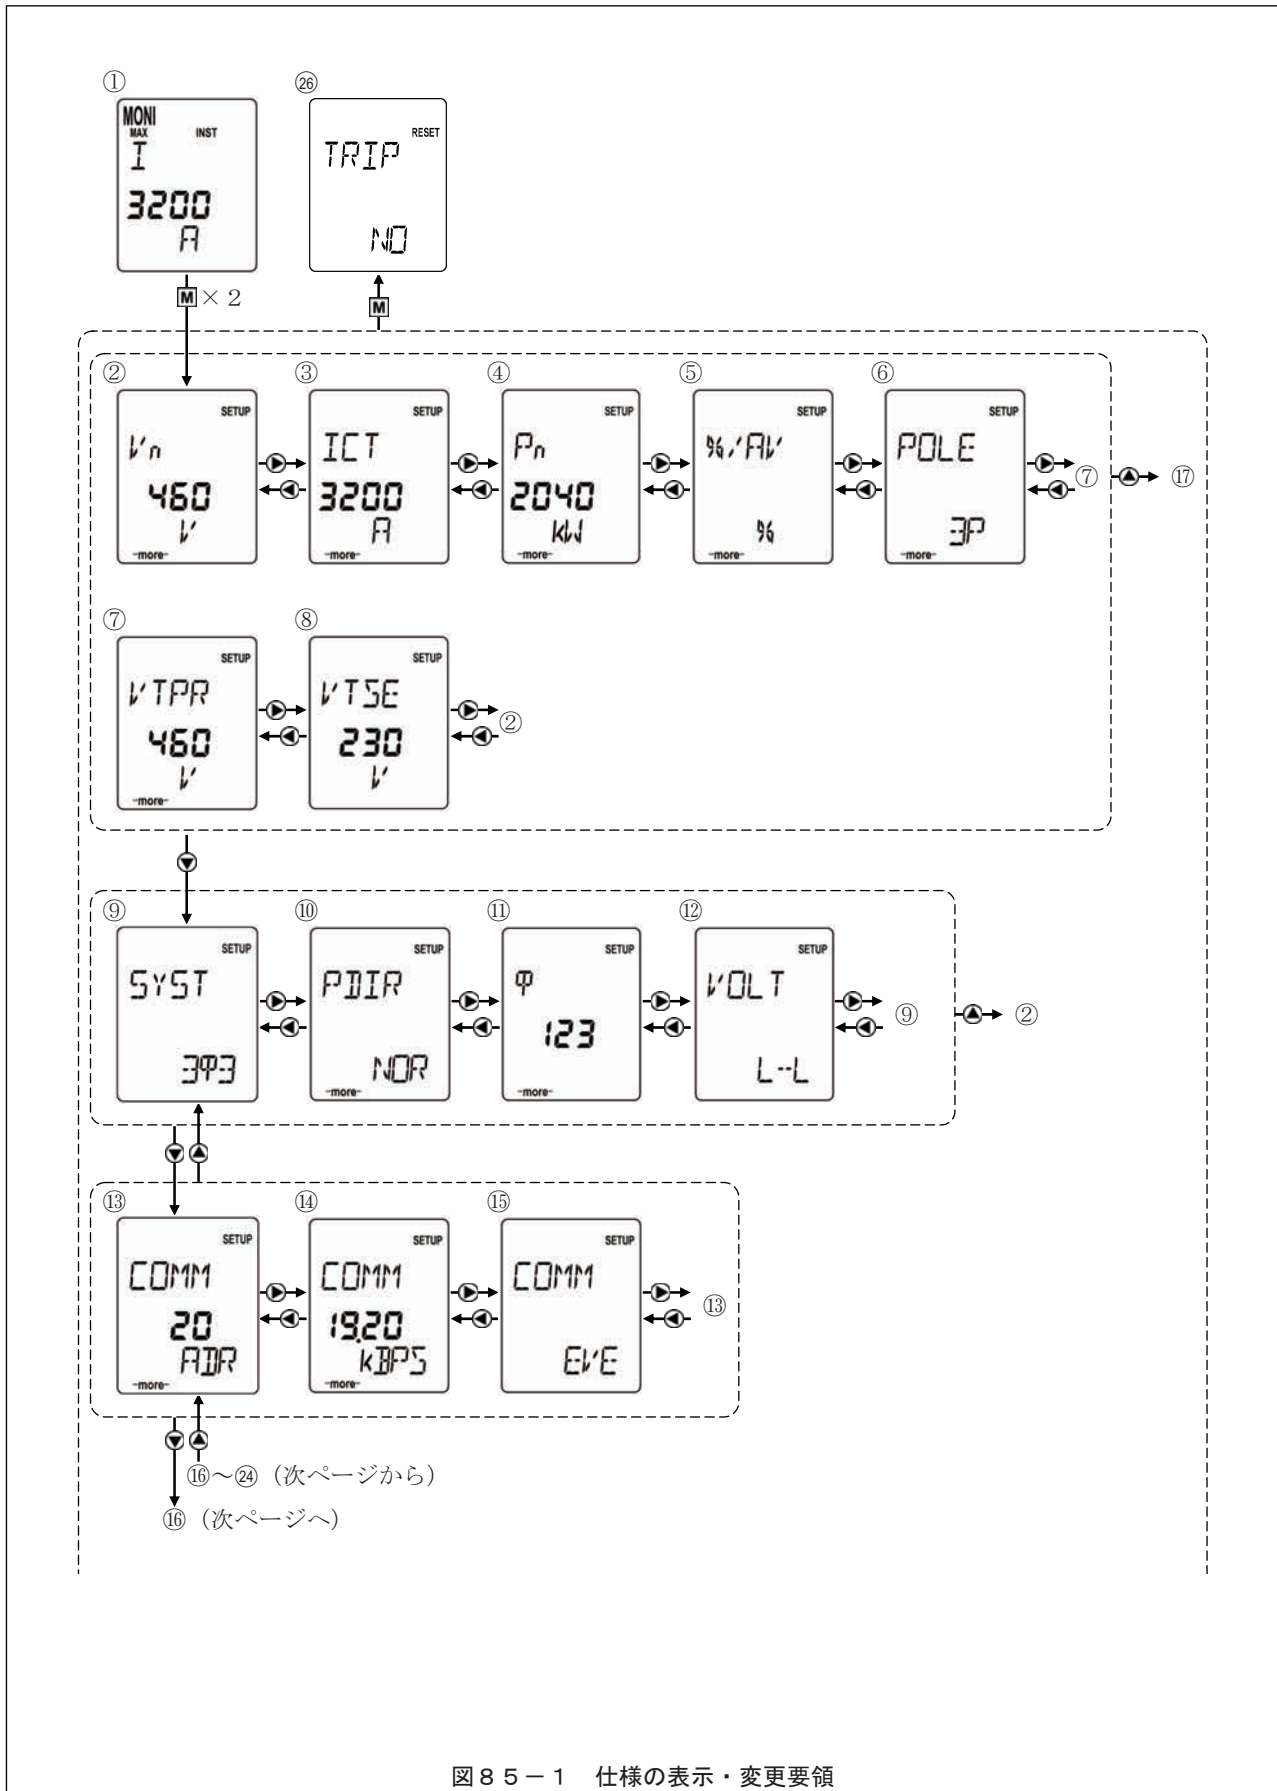 ①
MONI
MAX INST
I
3200
A
M × 2
㉖
RESET
TRIP
NO
M
②
SETUP
Vn
460
V
-more-
③
SETUP
ICT
3200
A
-more-
④
SETUP
Pn
2040
kW
-more-
⑤
SETUP
%/AV
%
-more-
⑥
SETUP
POLE
3P
-more-
⑦
⑰
⑦
SETUP
VTPR
460
V
-more-
⑧
SETUP
VTSE
230
V
②
⑨
SETUP
SYST
3φ3
⑩
SETUP
PDIR
NOR
-more-
⑪
SETUP
φ
123
-more-
⑫
SETUP
VOLT
L--L
⑨
②
⑬
SETUP
COMM
20
ADR
-more-
⑭
SETUP
COMM
19.20
kBPS
-more-
⑮
SETUP
COMM
EVE
⑬
⑯～㉔（次ページから）
⑯（次ページへ）
図８５－１　仕様の表示・変更要領